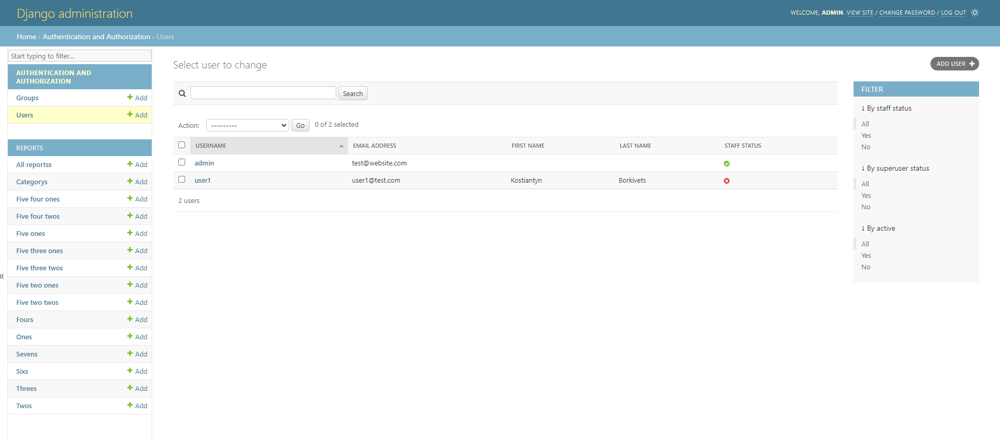 Django administration
WELCOME, ADMIN. VIEW SITE / CHANGE PASSWORD / LOG OUT
Home › Authentication and Authorization › Users
Start typing to filter...
AUTHENTICATION AND
AUTHORIZATION
Groups + Add
Users + Add
REPORTS
All reportss + Add
Categorys + Add
Five four ones + Add
Five four twos + Add
Five ones + Add
Five three ones + Add
Five three twos + Add
Five two ones + Add
Five two twos + Add
Fours + Add
Ones + Add
Sevens + Add
Sixs + Add
Threes + Add
Twos + Add
«
Select user to change
ADD USER +
Search
Action: --------- Go 0 of 2 selected
USERNAME EMAIL ADDRESS FIRST NAME LAST NAME STAFF STATUS
admin test@website.com
user1 user1@test.com Kostiantyn Borkivets
2 users
FILTER
↓ By staff status
All
Yes
No
↓ By superuser status
All
Yes
No
↓ By active
All
Yes
No